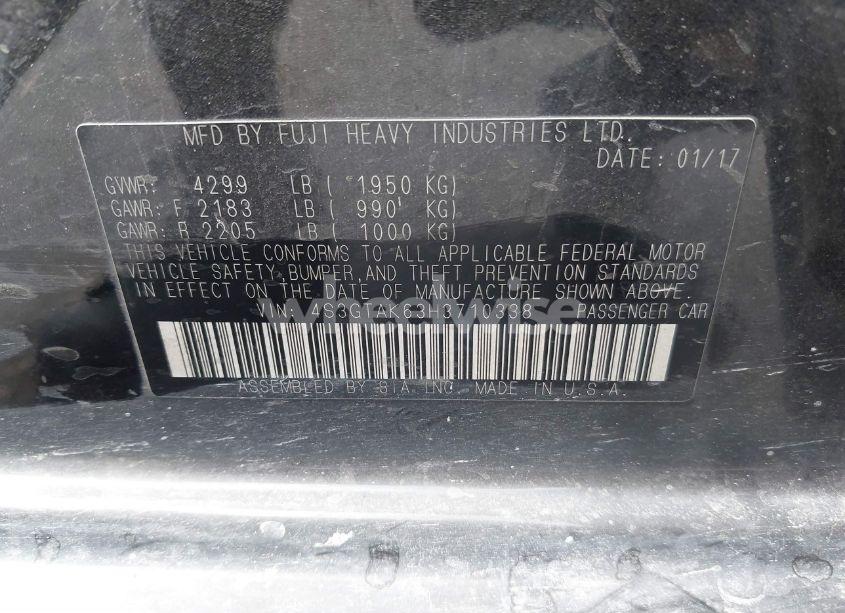 MFD BY FUJI HEAVY INDUSTRIES LTD.
DATE: 01/17
GVWR: 4299 LB ( 1950 KG)
GAWR: F 2183 LB ( 990 KG)
GAWR: R 2205 LB ( 1000 KG)
THIS VEHICLE CONFORMS TO ALL APPLICABLE FEDERAL MOTOR
VEHICLE SAFETY, BUMPER, AND THEFT PREVENTION STANDARDS
IN EFFECT ON THE DATE OF MANUFACTURE SHOWN ABOVE.
VIN: 4S3GTAK63H3710338 PASSENGER CAR
wheelwise
ASSEMBLED BY SIA INC. MADE IN U.S.A.